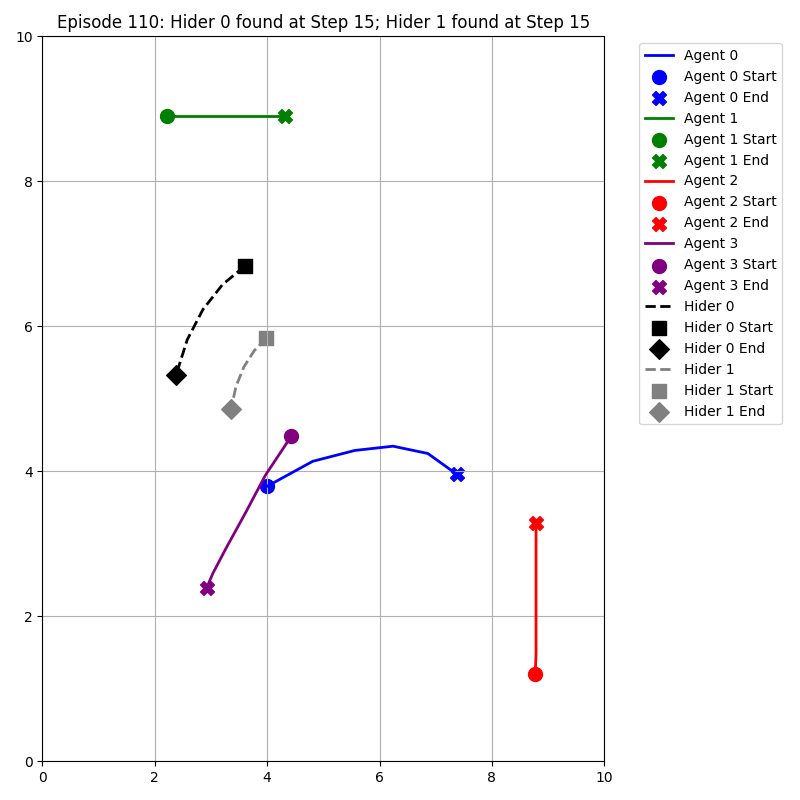 Episode 110: Hider 0 found at Step 15; Hider 1 found at Step 15
10
8
6
4
2
0
0 2 4 6 8 10
Agent 0
Agent 0 Start
Agent 0 End
Agent 1
Agent 1 Start
Agent 1 End
Agent 2
Agent 2 Start
Agent 2 End
Agent 3
Agent 3 Start
Agent 3 End
Hider 0
Hider 0 Start
Hider 0 End
Hider 1
Hider 1 Start
Hider 1 End